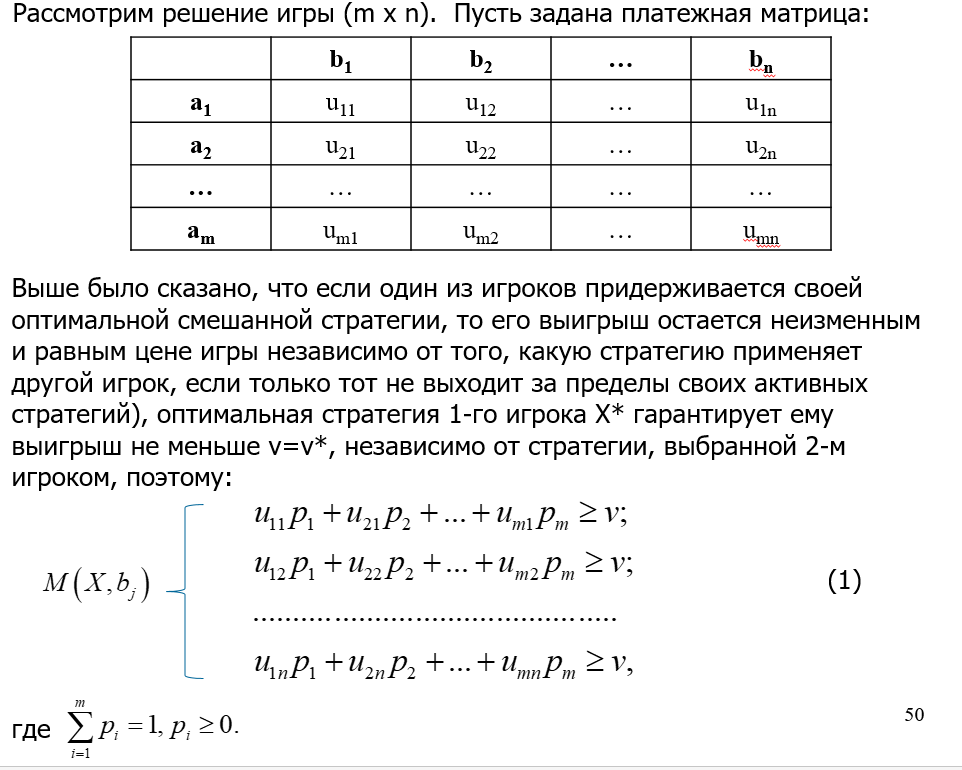 Рассмотрим решение игры (m x n). Пусть задана платежная матрица:
b1 b2 … bn
a1 u11 u12 … u1n
a2 u21 u22 … u2n
… … … … …
am um1 um2 … umn
Выше было сказано, что если один из игроков придерживается своей
оптимальной смешанной стратегии, то его выигрыш остается неизменным
и равным цене игры независимо от того, какую стратегию применяет
другой игрок, если только тот не выходит за пределы своих активных
стратегий), оптимальная стратегия 1-го игрока X* гарантирует ему
выигрыш не меньше v=v*, независимо от стратегии, выбранной 2-м
игроком, поэтому:
u11p1 + u21p2 + ... + um1pm ≥ v;
u12p1 + u22p2 + ... + um2pm ≥ v;
M(X, bj) (1)
..............................................
u1np1 + u2np2 + ... + umnpm ≥ v,
где ∑_{i=1}^{m} pi = 1, pi ≥ 0.
50